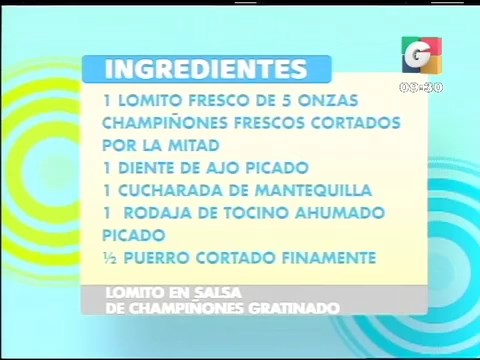 INGREDIENTES
G
09:30
1 LOMITO FRESCO DE 5 ONZAS
CHAMPIÑONES FRESCOS CORTADOS
POR LA MITAD
1 DIENTE DE AJO PICADO
1 CUCHARADA DE MANTEQUILLA
1 RODAJA DE TOCINO AHUMADO
PICADO
½ PUERRO CORTADO FINAMENTE
LOMITO EN SALSA
DE CHAMPIÑONES GRATINADO